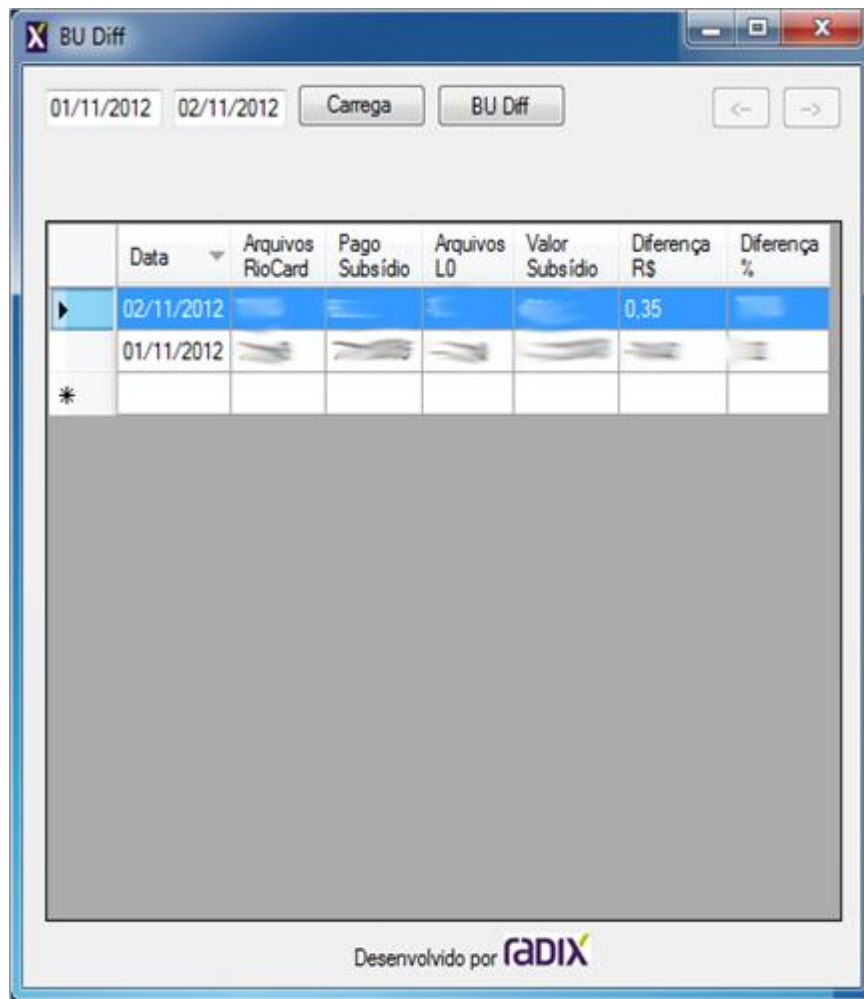 BU Diff
01/11/2012 02/11/2012 Carrega BU Diff <-- -->
Data Arquivos RioCard Pago Subsídio Arquivos L0 Valor Subsídio Diferença R$ Diferença %
02/11/2012 0,35
01/11/2012
Desenvolvido por radix